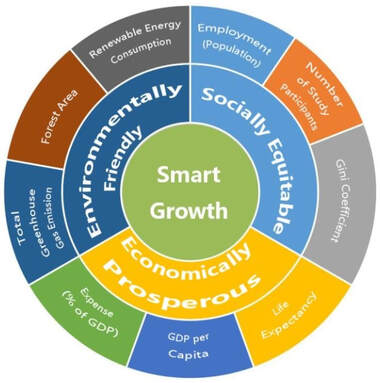 Smart
Growth
Environmentally
Friendly
Socially Equitable
Economically
Prosperous
Renewable Energy
Consumption
Employment
(Population)
Number
of Study
Participants
Gini Coefficient
Life
Expectancy
GDP per
Capita
Expense
(% of GDP)
Total
Greenhouse
Gas Emission
Forest Area